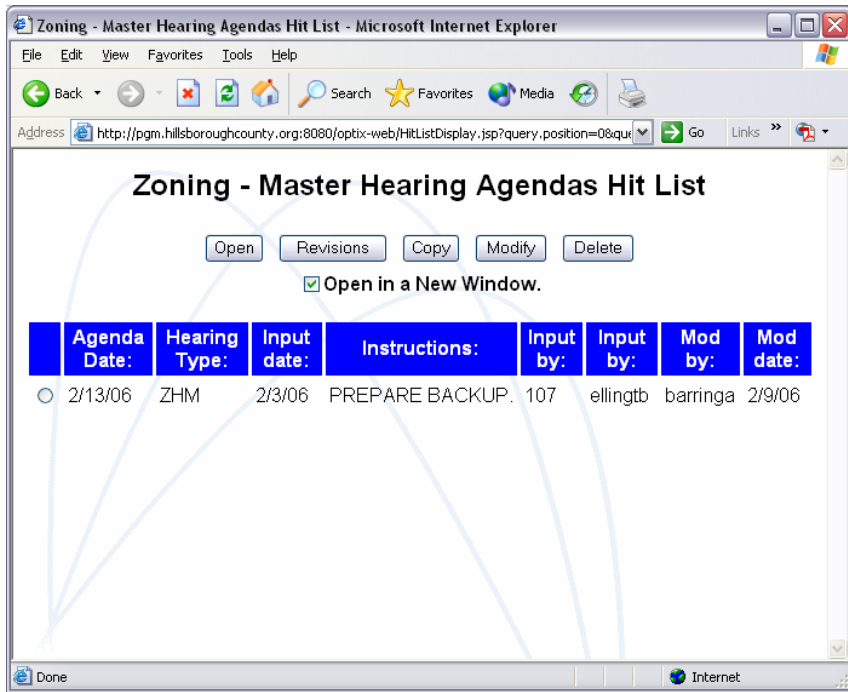 Zoning - Master Hearing Agendas Hit List - Microsoft Internet Explorer
File Edit View Favorites Tools Help
Back Search Favorites Media
Address http://pgm.hillsboroughcounty.org:8080/optix-web/HitListDisplay.jsp?query.position=0&que Go Links »
Zoning - Master Hearing Agendas Hit List
Open Revisions Copy Modify Delete
Open in a New Window.
Agenda Date: Hearing Type: Input date: Instructions: Input by: Input by: Mod by: Mod date:
2/13/06 ZHM 2/3/06 PREPARE BACKUP. 107 ellingtb barringa 2/9/06
Done Internet